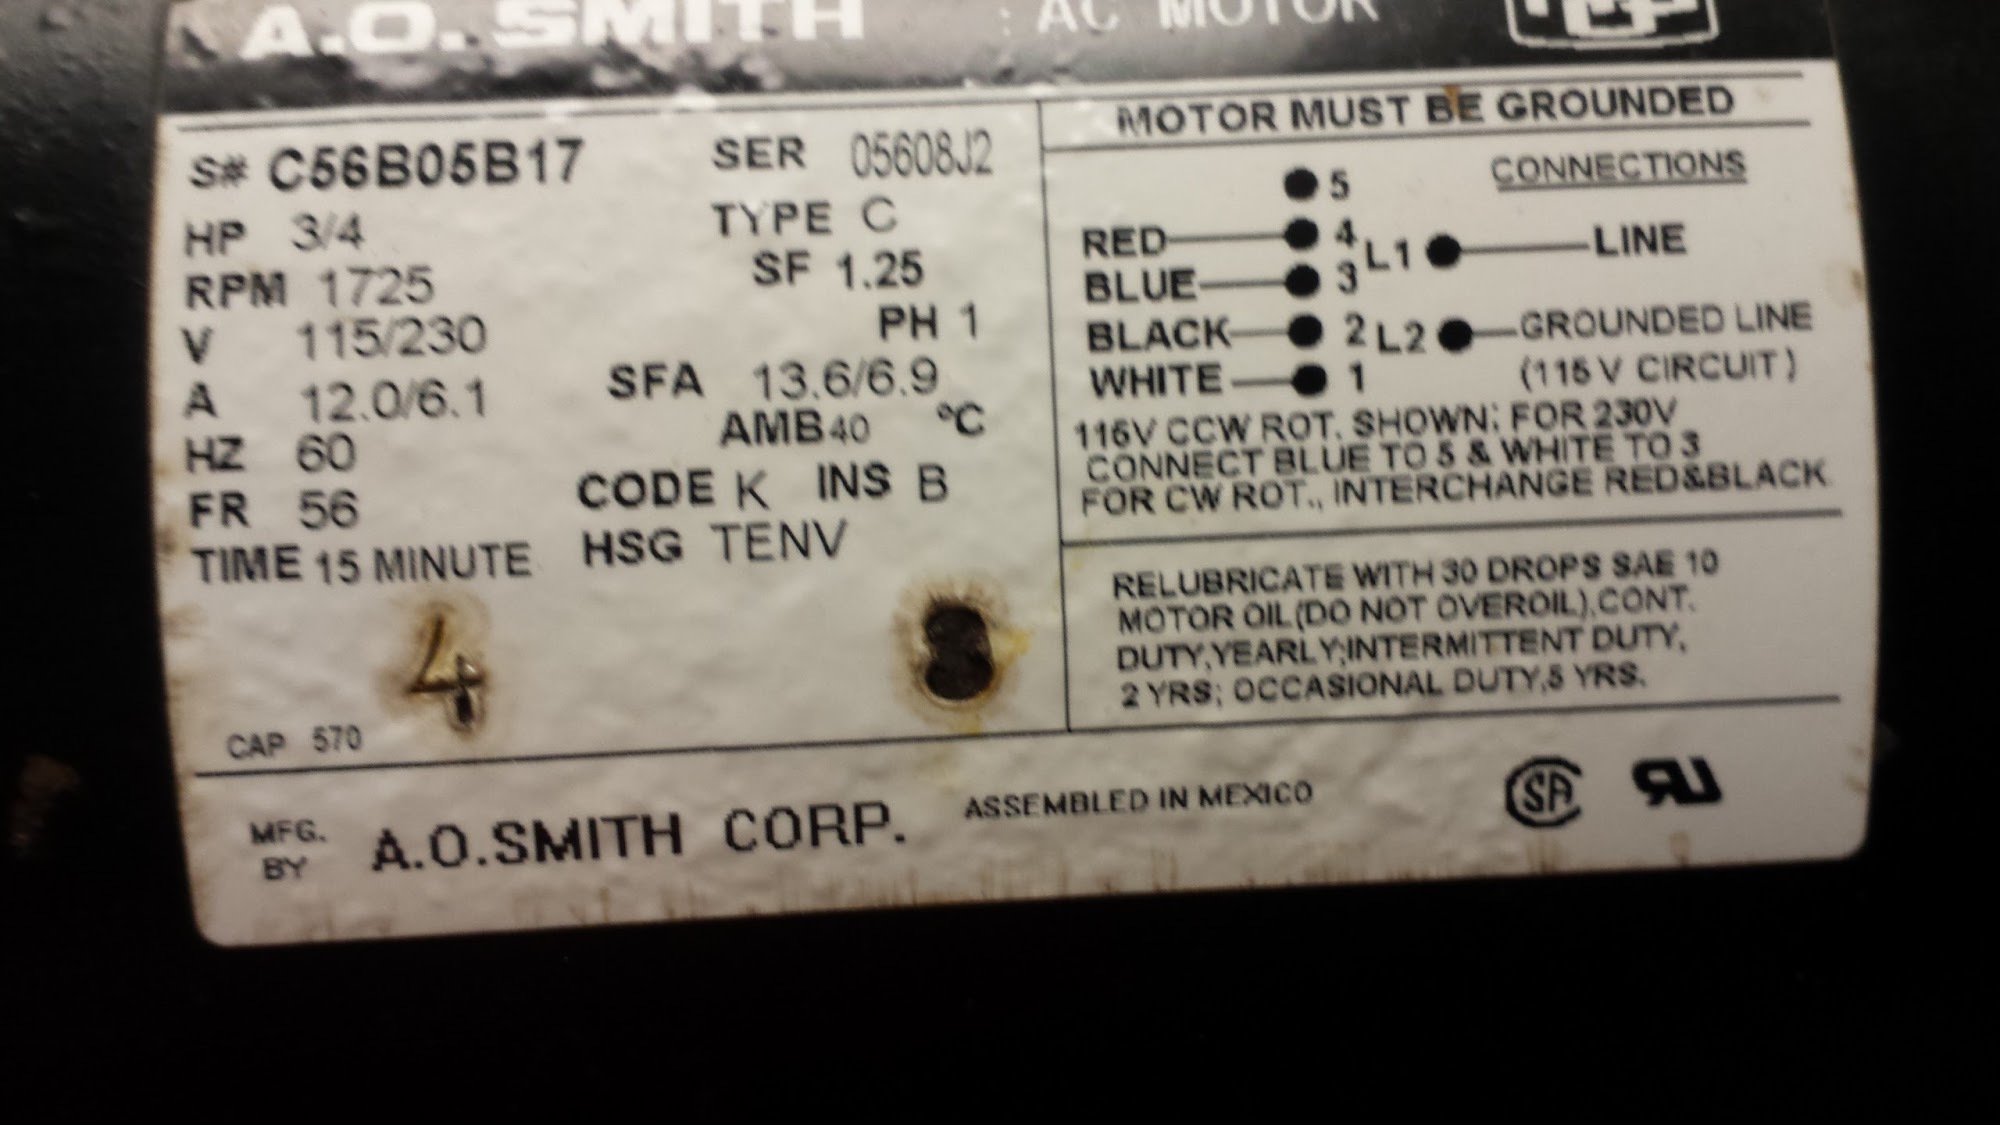 A.O. SMITH : AC MOTOR
S# C56B05B17 SER 05608J2
HP 3/4 TYPE C
RPM 1725 SF 1.25
V 115/230 PH 1
A 12.0/6.1 SFA 13.6/6.9
HZ 60 AMB 40 °C
FR 56 CODE K INS B
TIME 15 MINUTE HSG TENV
4 8
CAP 570
MOTOR MUST BE GROUNDED
CONNECTIONS
5
RED 4 L1 LINE
BLUE 3
BLACK 2 L2 GROUNDED LINE
WHITE 1 (115 V CIRCUIT)
115V CCW ROT. SHOWN: FOR 230V
CONNECT BLUE TO 5 & WHITE TO 3
FOR CW ROT., INTERCHANGE RED&BLACK
RELUBRICATE WITH 30 DROPS SAE 10
MOTOR OIL(DO NOT OVEROIL),CONT.
DUTY,YEARLY;INTERMITTENT DUTY,
2 YRS; OCCASIONAL DUTY,5 YRS.
MFG. BY A.O.SMITH CORP. ASSEMBLED IN MEXICO
SA RU